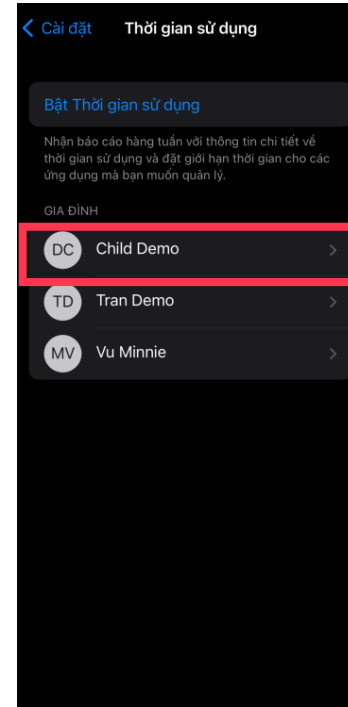 Cài đặt Thời gian sử dụng
Bật Thời gian sử dụng
Nhận báo cáo hàng tuần với thông tin chi tiết về
thời gian sử dụng và đặt giới hạn thời gian cho các
ứng dụng mà bạn muốn quản lý.
GIA ĐÌNH
DC Child Demo
TD Tran Demo
MV Vu Minnie